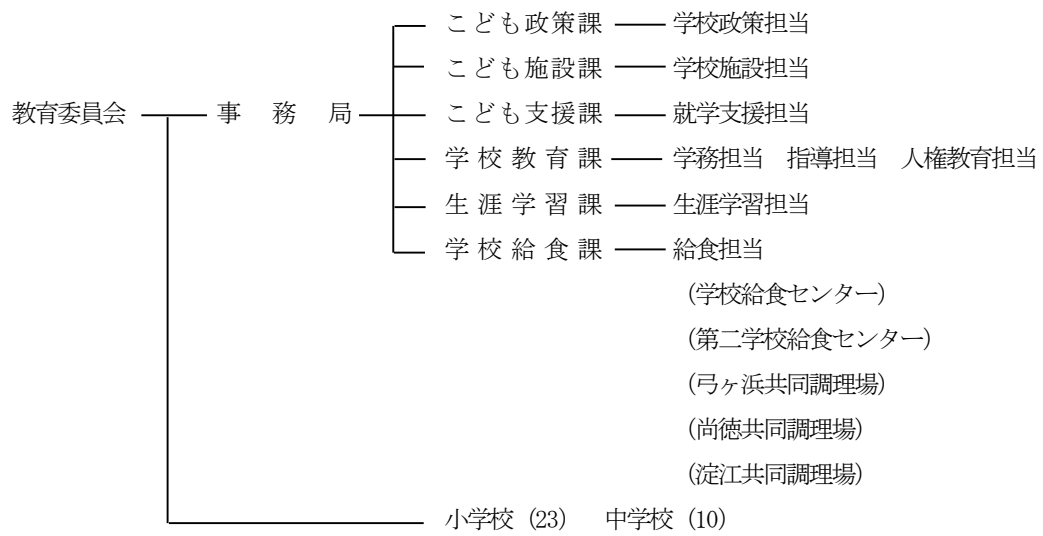 こども政策課 学校政策担当
こども施設課 学校施設担当
教育委員会 事務局 こども支援課 就学支援担当
学校教育課 学務担当 指導担当 人権教育担当
生涯学習課 生涯学習担当
学校給食課 給食担当
(学校給食センター)
(第二学校給食センター)
(弓ヶ浜共同調理場)
(尚徳共同調理場)
(淀江共同調理場)
小学校 (23) 中学校 (10)